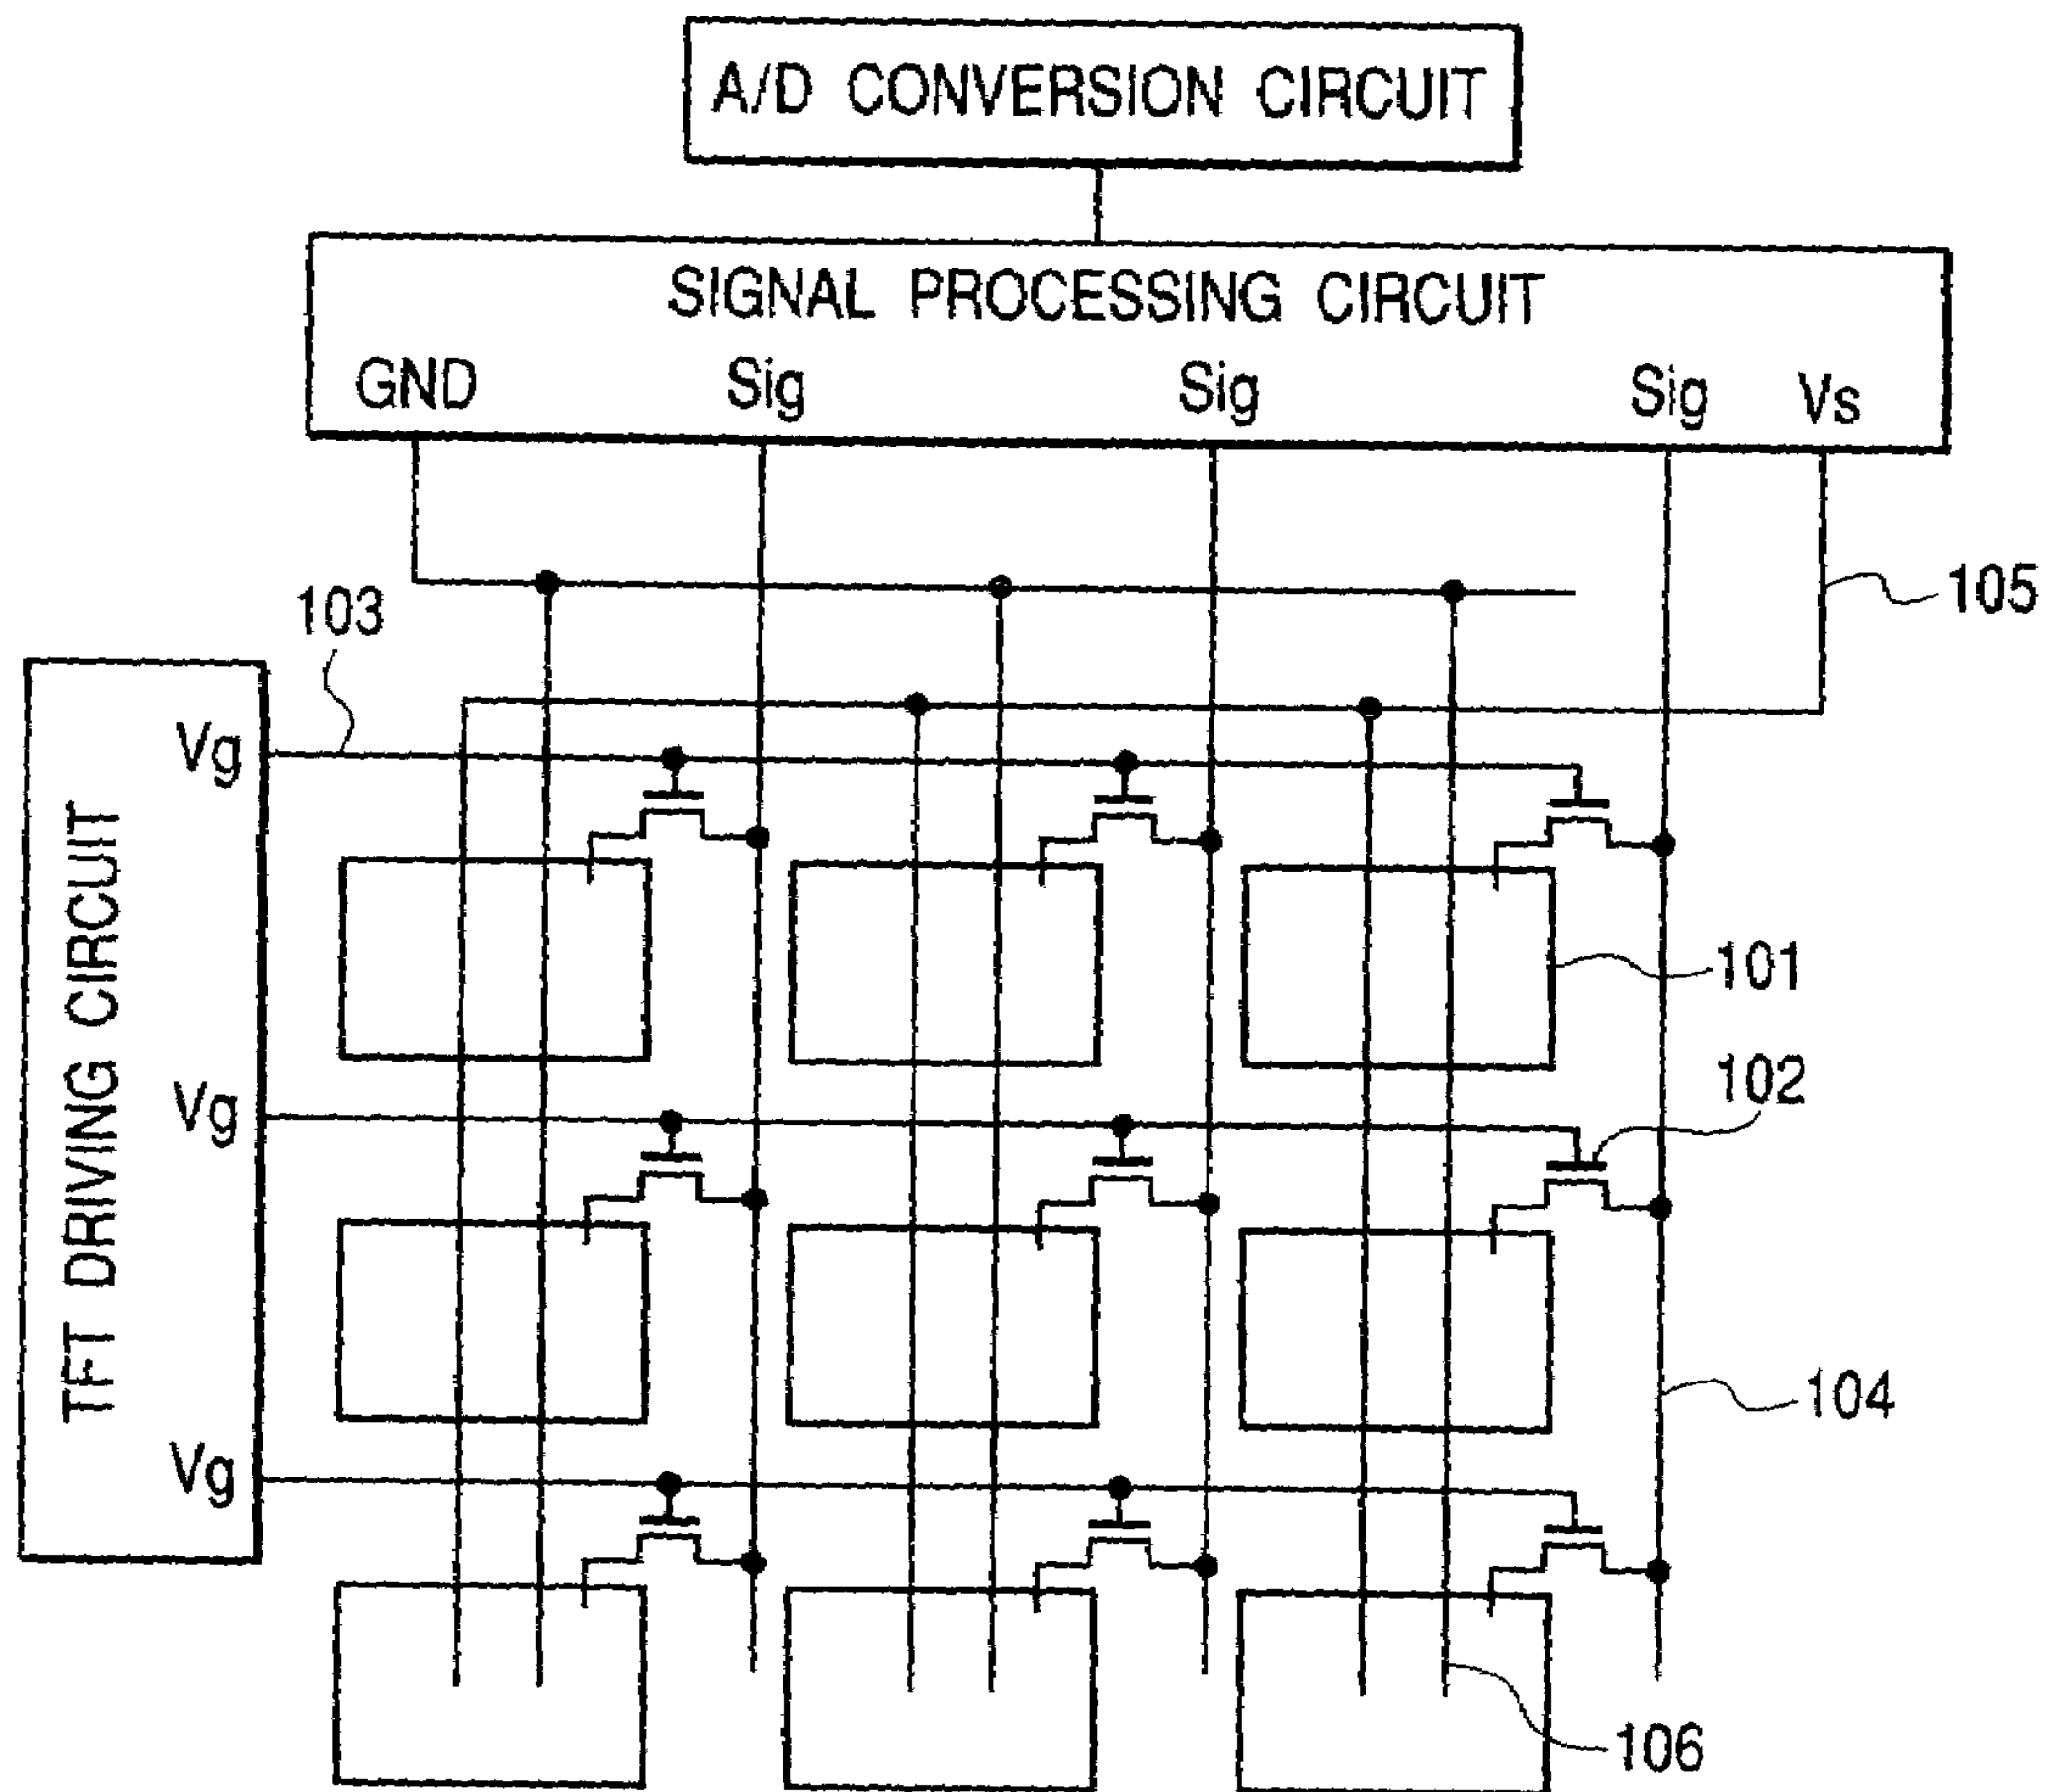 A/D CONVERSION CIRCUIT
SIGNAL PROCESSING CIRCUIT
GND Sig Sig Sig Vs
105
103
Vg
TFT DRIVING CIRCUIT
101
102
Vg
104
Vg
106